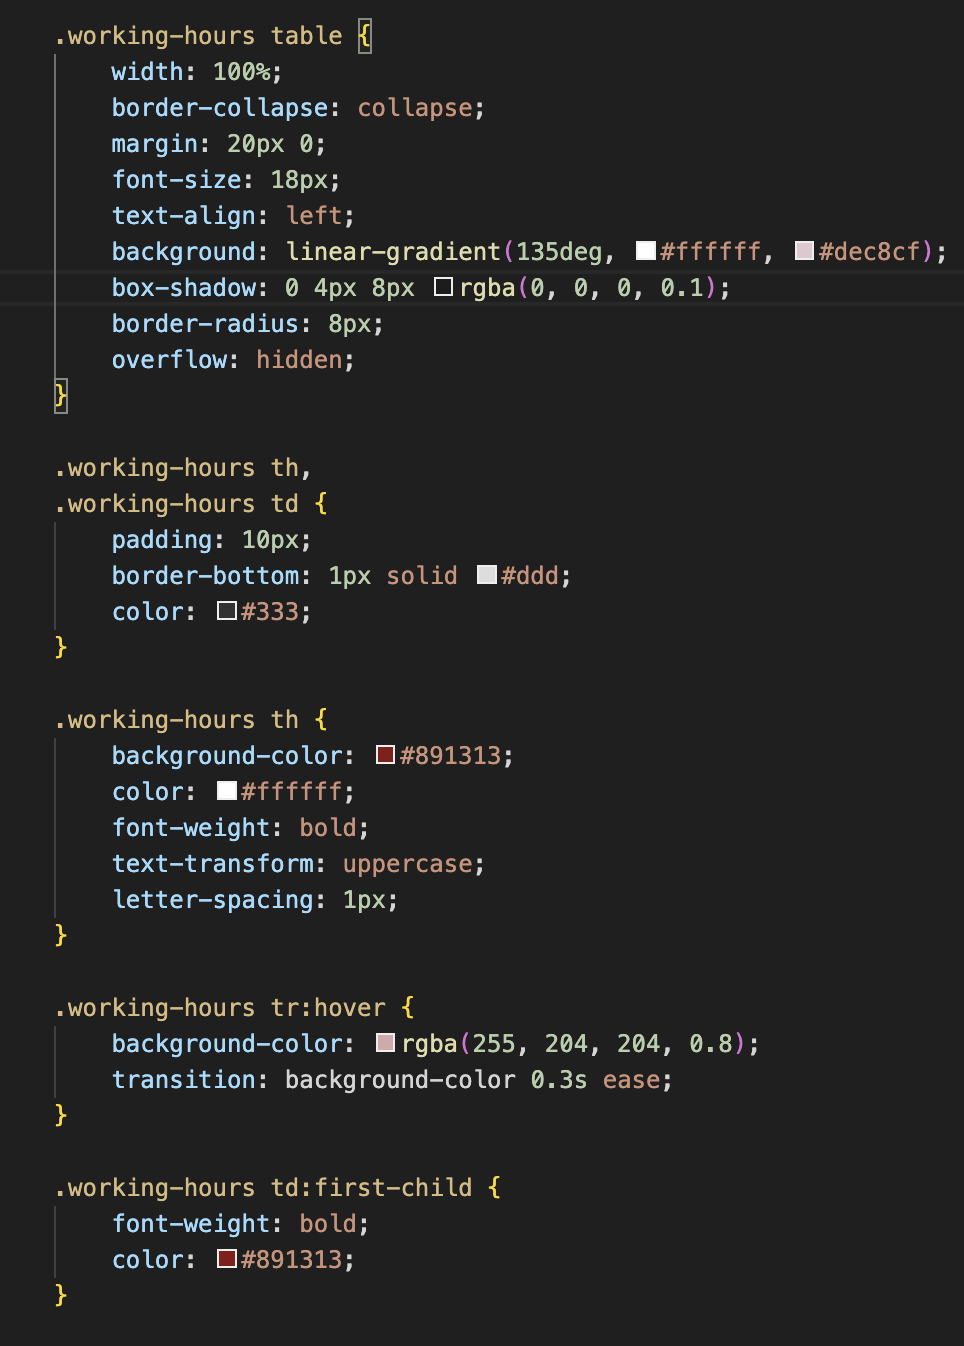 .working-hours table {
    width: 100%;
    border-collapse: collapse;
    margin: 20px 0;
    font-size: 18px;
    text-align: left;
    background: linear-gradient(135deg, #ffffff, #dec8cf);
    box-shadow: 0 4px 8px rgba(0, 0, 0, 0.1);
    border-radius: 8px;
    overflow: hidden;
}

.working-hours th,
.working-hours td {
    padding: 10px;
    border-bottom: 1px solid #ddd;
    color: #333;
}

.working-hours th {
    background-color: #891313;
    color: #ffffff;
    font-weight: bold;
    text-transform: uppercase;
    letter-spacing: 1px;
}

.working-hours tr:hover {
    background-color: rgba(255, 204, 204, 0.8);
    transition: background-color 0.3s ease;
}

.working-hours td:first-child {
    font-weight: bold;
    color: #891313;
}